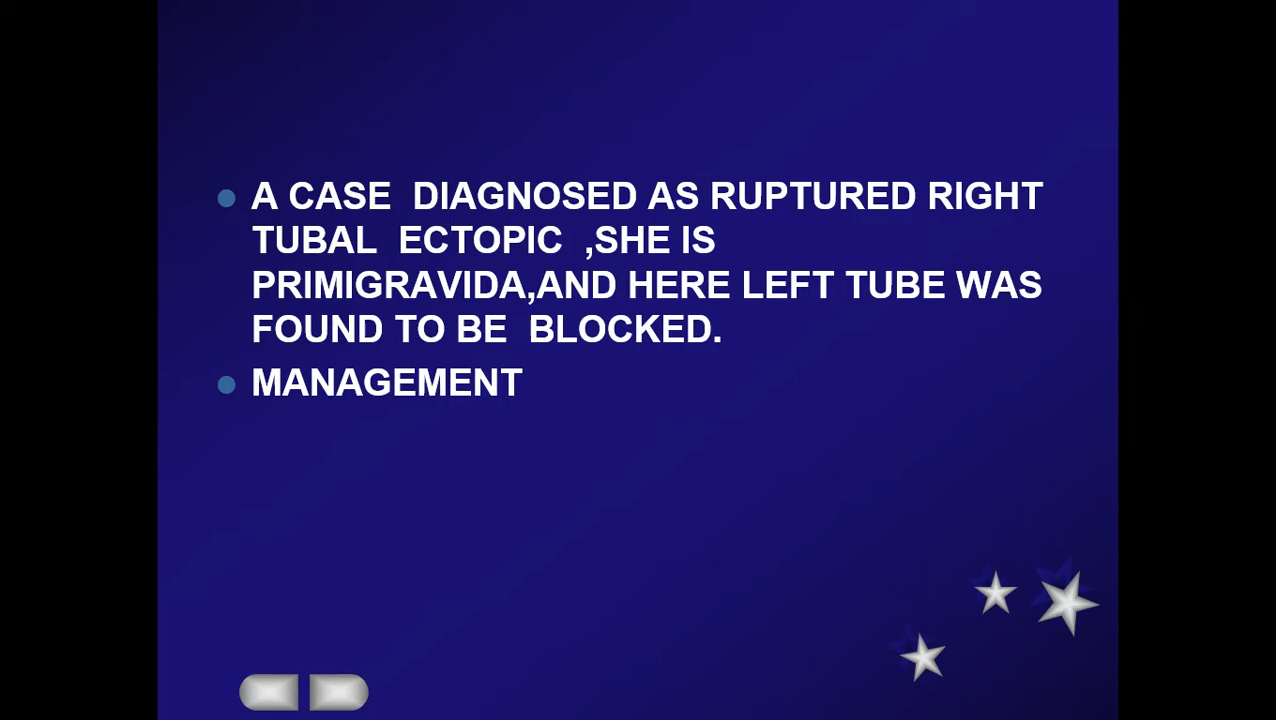 A CASE  DIAGNOSED AS RUPTURED RIGHT
TUBAL  ECTOPIC  ,SHE IS
PRIMIGRAVIDA,AND HERE LEFT TUBE WAS
FOUND TO BE  BLOCKED.
MANAGEMENT